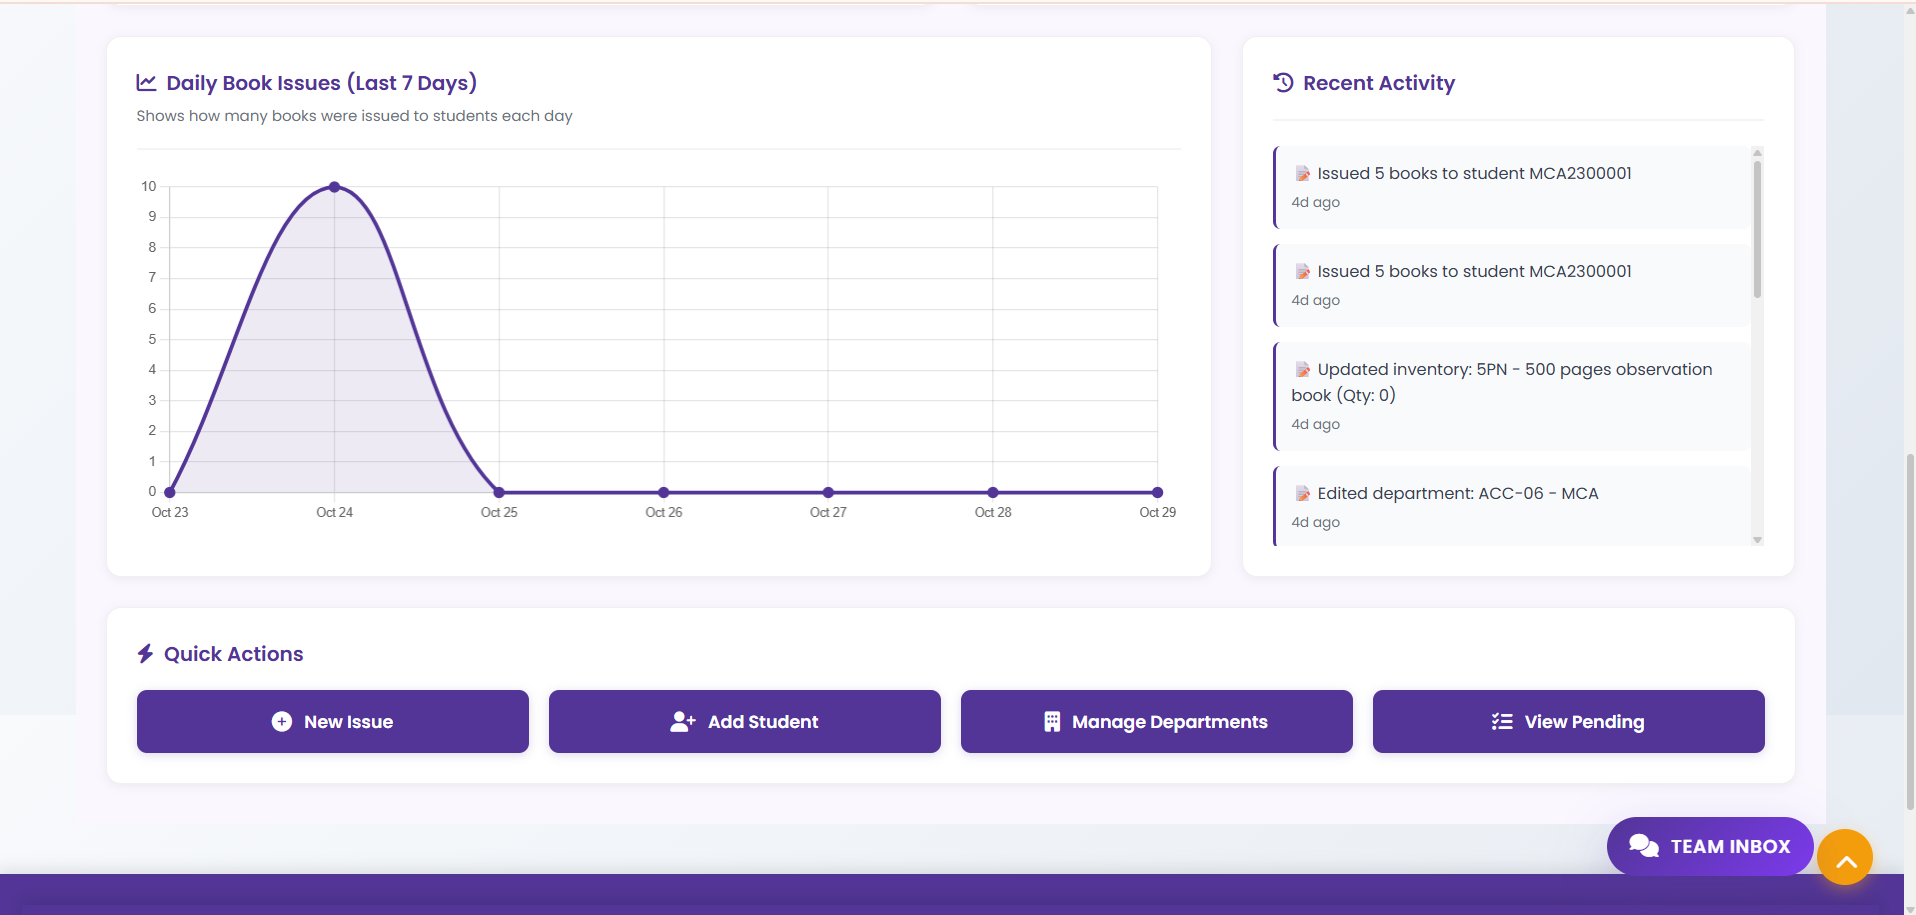 Daily Book Issues (Last 7 Days)
Shows how many books were issued to students each day
10
9
8
7
6
5
4
3
2
1
0
Oct 23
Oct 24
Oct 25
Oct 26
Oct 27
Oct 28
Oct 29
Recent Activity
Issued 5 books to student MCA2300001
4d ago
Issued 5 books to student MCA2300001
4d ago
Updated inventory: 5PN - 500 pages observation
book (Qty: 0)
4d ago
Edited department: ACC-06 - MCA
4d ago
Quick Actions
New Issue
Add Student
Manage Departments
View Pending
TEAM INBOX